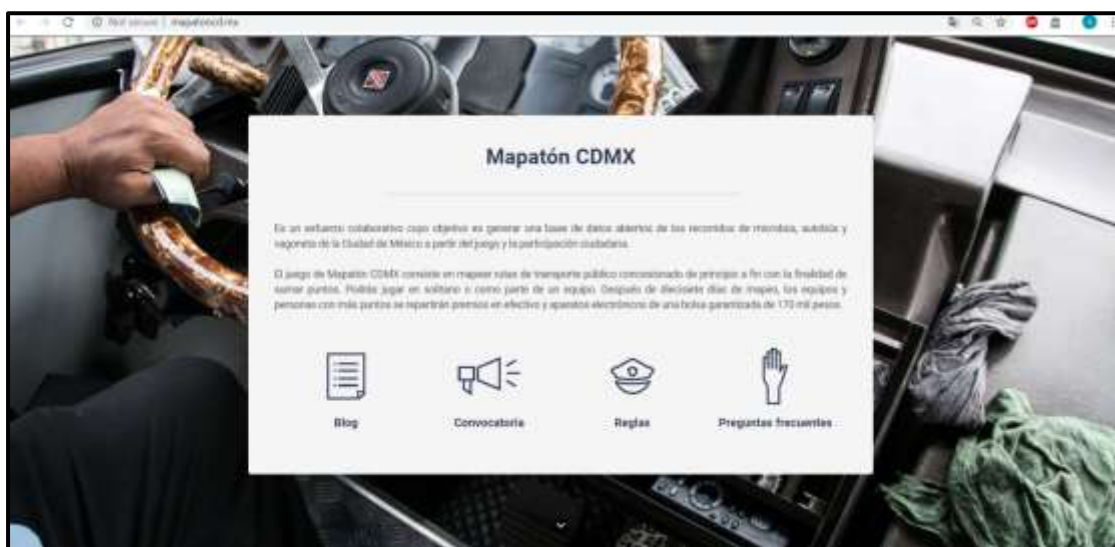 Not secure | mapatoncd.mx
Mapatón CDMX
Es un esfuerzo colaborativo cuyo objetivo es generar una base de datos abiertos de los recorridos de microbús, autobús y
vagoneta de la Ciudad de México a partir del juego y la participación ciudadana.
El juego de Mapatón CDMX consiste en mapear rutas de transporte público concesionado de principio a fin con la finalidad de
sumar puntos. Podrás jugar en solitario o como parte de un equipo. Después de diecisiete días de mapeo, los equipos y
personas con más puntos se repartirán premios en efectivo y aparatos electrónicos de una bolsa garantizada de 170 mil pesos.
Blog
Convocatoria
Reglas
Preguntas frecuentes